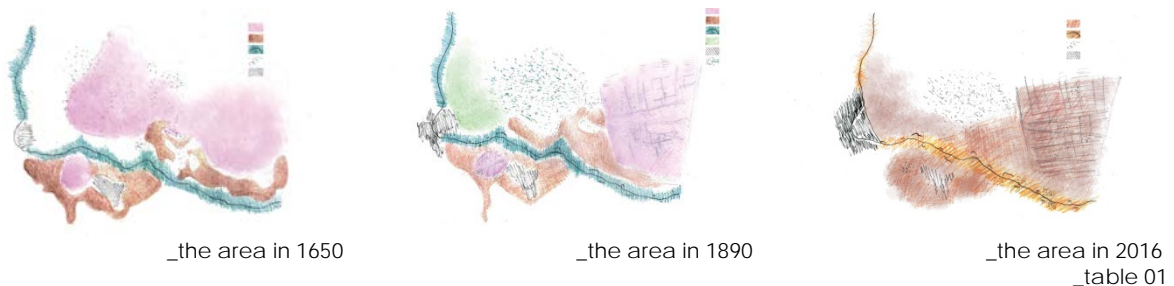 _the area in 1650
_the area in 1890
_the area in 2016
_table 01